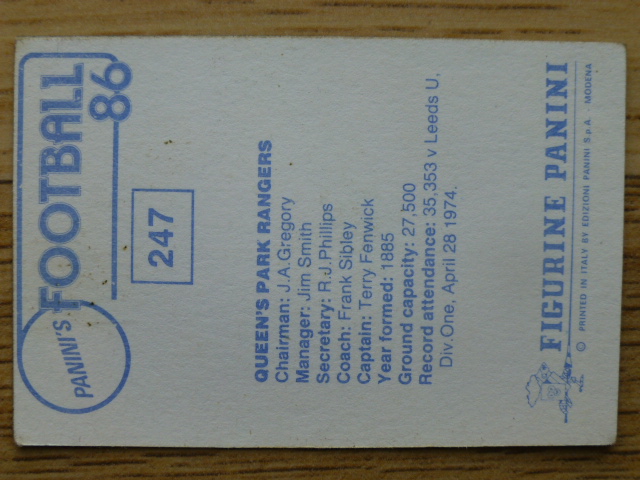 PANINI'S FOOTBALL 86
247
QUEEN'S PARK RANGERS
Chairman: J.A.Gregory
Manager: Jim Smith
Secretary: R.J.Phillips
Coach: Frank Sibley
Captain: Terry Fenwick
Year formed: 1885
Ground capacity: 27,500
Record attendance: 35,353 v Leeds U,
Div.One, April 28 1974.
FIGURINE PANINI
© PRINTED IN ITALY BY EDIZIONI PANINI S.p.A. - MODENA